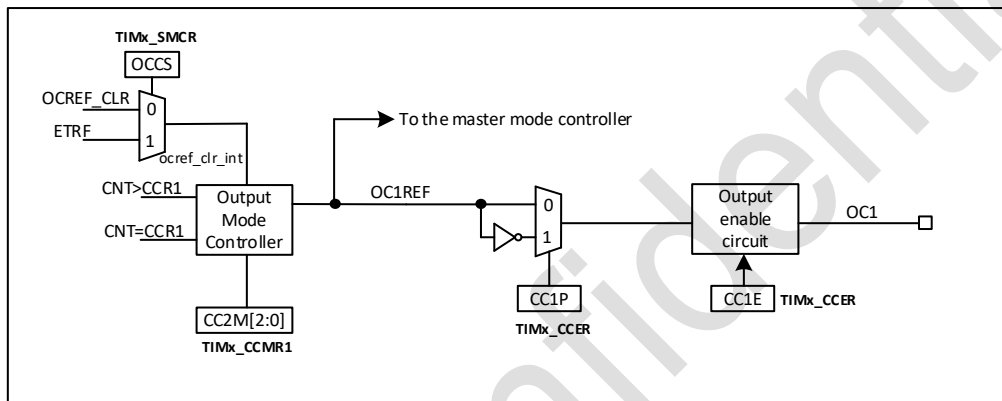 TIMx_SMCR
OCCS
OCREF_CLR
0
ETRF
1
ocref_clr_int
To the master mode controller
CNT>CCR1
CNT=CCR1
Output
Mode
Controller
OC1REF
0
1
Output
enable
circuit
OC1
CC2M[2:0]
TIMx_CCMR1
CC1P
TIMx_CCER
CC1E
TIMx_CCER